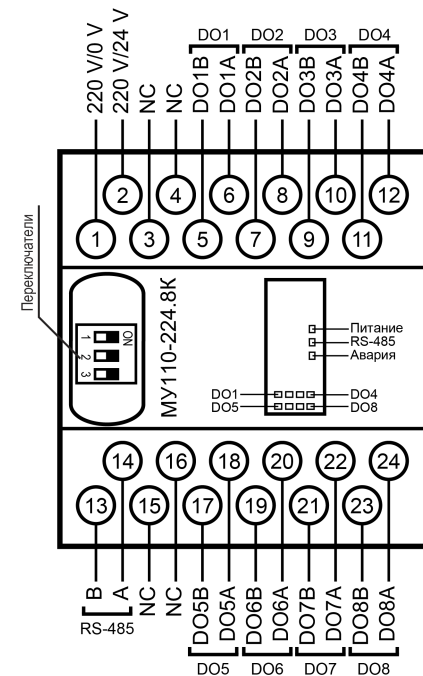 DO1 DO2 DO3 DO4
220 V/0 V
220 V/24 V
NC
NC
DO1B
DO1A
DO2B
DO2A
DO3B
DO3A
DO4B
DO4A
2 4 6 8 10 12
1 3 5 7 9 11
Переключатели
ON
1
2
3
МУ110-224.8К
Питание
RS-485
Авария
DO1 DO4
DO5 DO8
14 16 18 20 22 24
13 15 17 19 21 23
B
A
NC
NC
DO5B
DO5A
DO6B
DO6A
DO7B
DO7A
DO8B
DO8A
RS-485
DO5 DO6 DO7 DO8